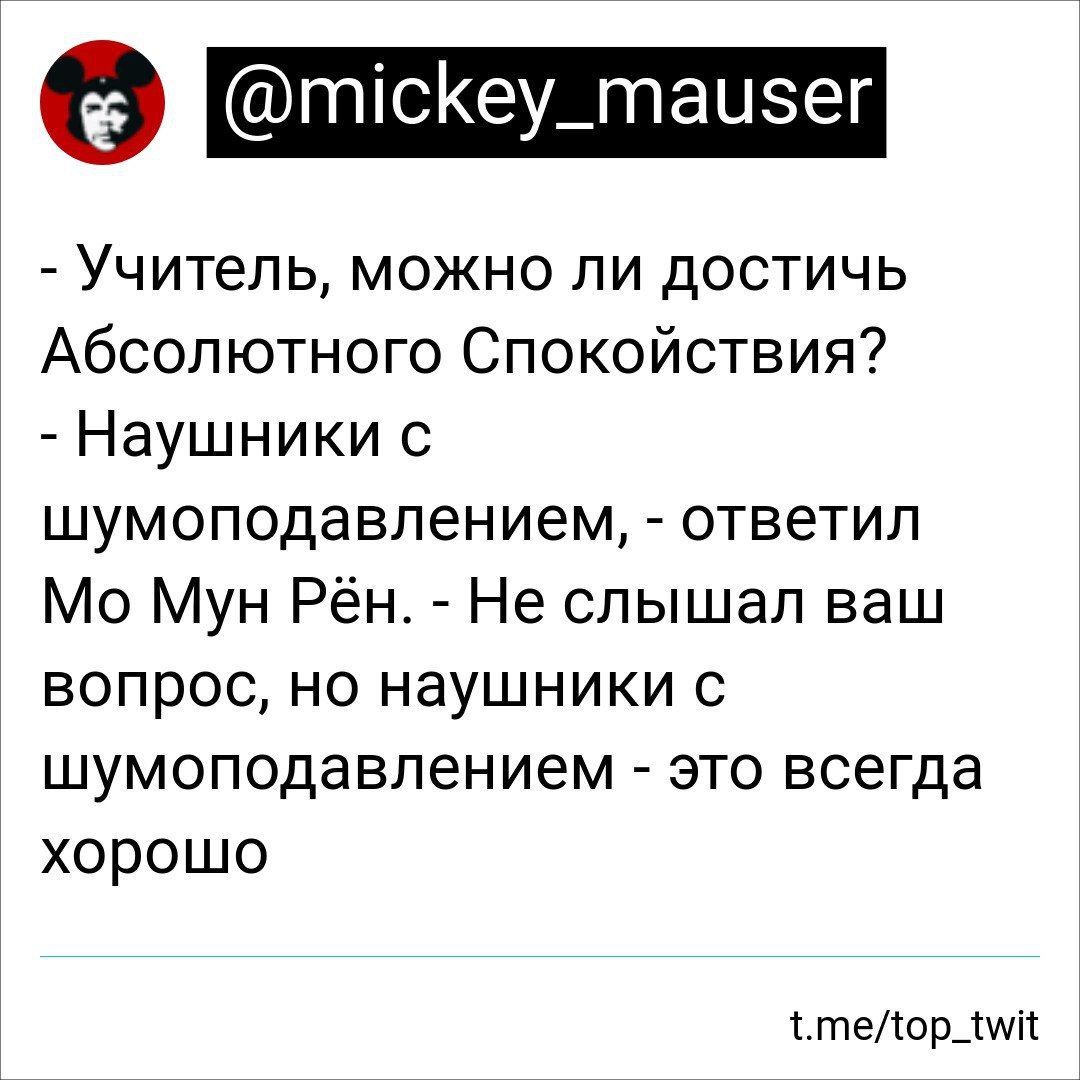 @mickey_mauser
- Учитель, можно ли достичь
Абсолютного Спокойствия?
- Наушники с
шумоподавлением, - ответил
Мо Мун Рён. - Не слышал ваш
вопрос, но наушники с
шумоподавлением - это всегда
хорошо
t.me/top_twit